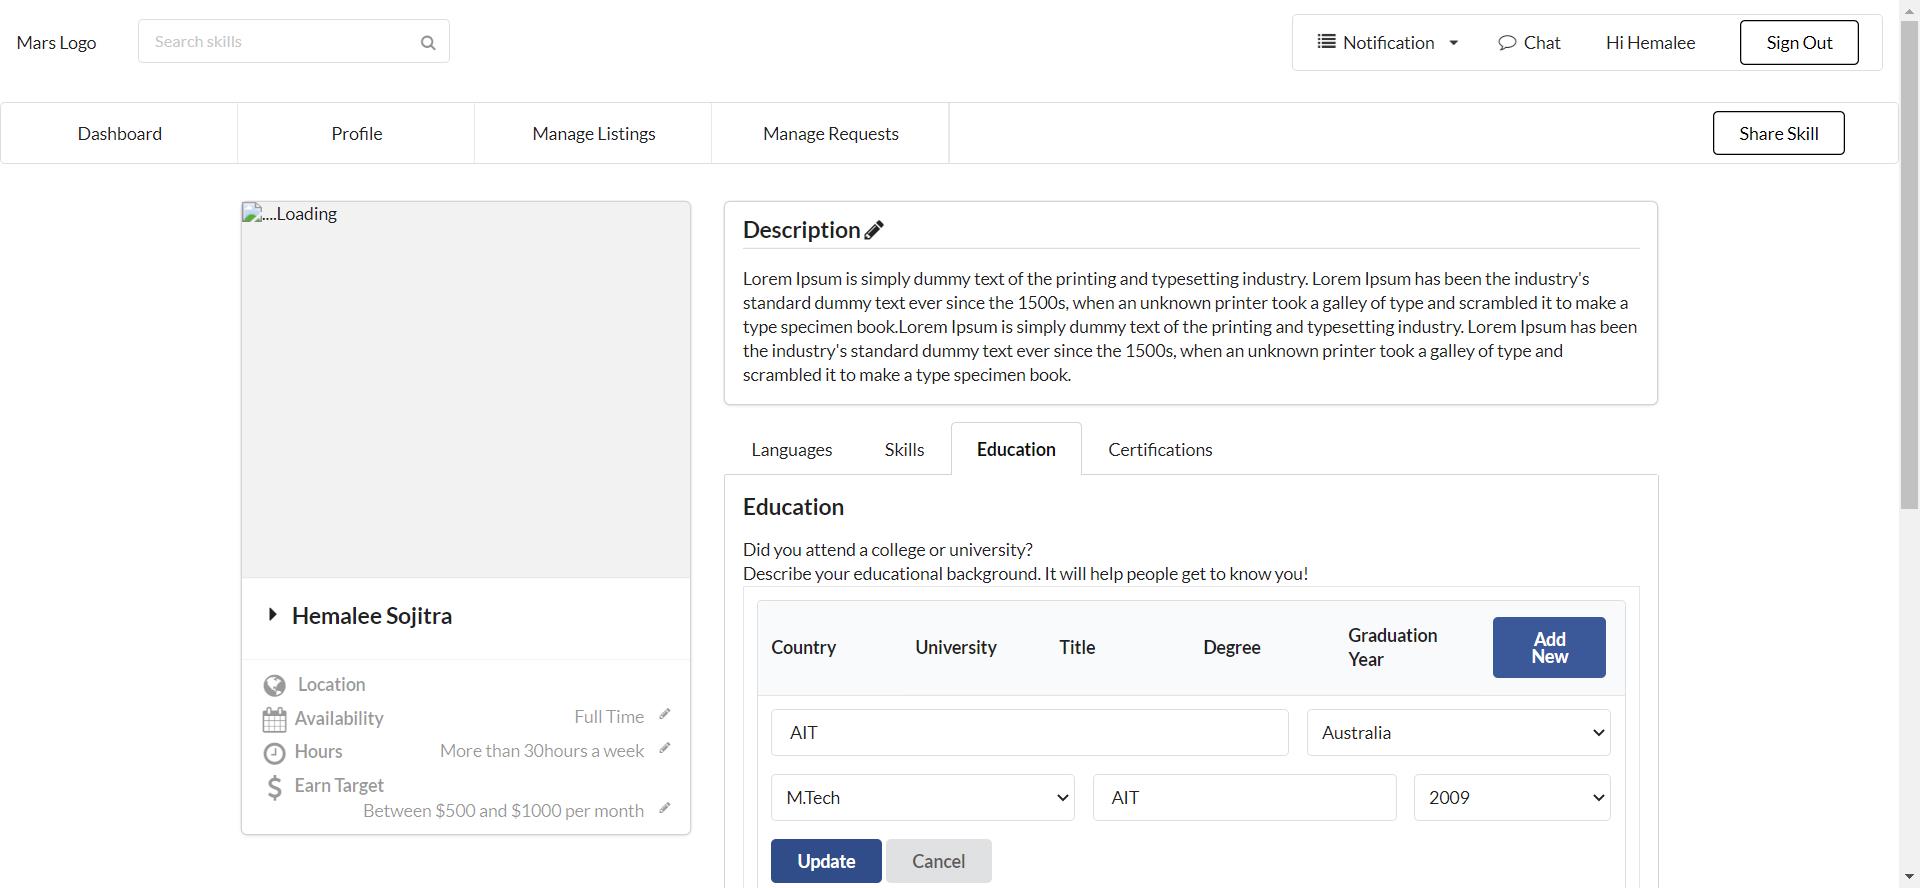 Mars Logo
Search skills
Notification
Chat
Hi Hemalee
Sign Out
Dashboard
Profile
Manage Listings
Manage Requests
Share Skill
....Loading
Hemalee Sojitra
Location
Availability
Full Time
Hours
More than 30hours a week
Earn Target
Between $500 and $1000 per month
Description
Lorem Ipsum is simply dummy text of the printing and typesetting industry. Lorem Ipsum has been the industry's
standard dummy text ever since the 1500s, when an unknown printer took a galley of type and scrambled it to make a
type specimen book.Lorem Ipsum is simply dummy text of the printing and typesetting industry. Lorem Ipsum has been
the industry's standard dummy text ever since the 1500s, when an unknown printer took a galley of type and
scrambled it to make a type specimen book.
Languages
Skills
Education
Certifications
Education
Did you attend a college or university?
Describe your educational background. It will help people get to know you!
Country
University
Title
Degree
Graduation
Year
Add
New
AIT
Australia
M.Tech
AIT
2009
Update
Cancel